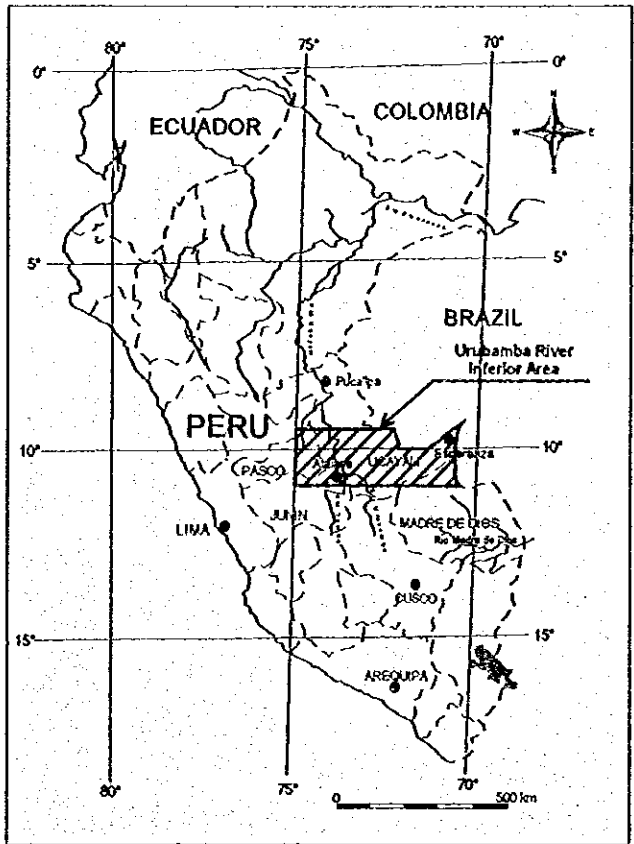 80° 75° 70°
0° 0°
COLOMBIA
ECUADOR
N
W E
S
5° 5°
BRAZIL
Urubamba River
Inferior Area
PERU
10° 10°
PASCO UCAYALI
JUNIN MADRE DE DIOS
LIMA Rio Madre de Dios
CUSCO
15° 15°
AREQUIPA
80° 75° 70°
0 500 km